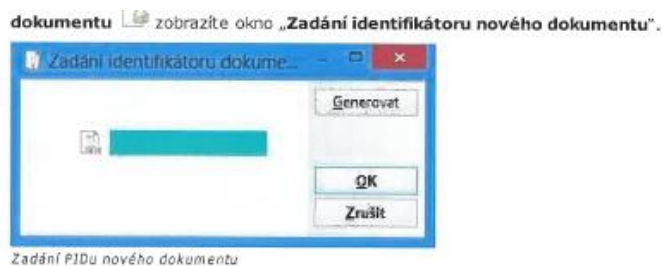 dokumentu zobrazíte okno „Zadání identifikátoru nového dokumentu".
Zadání identifikátoru dokume...
Generovat
OK
Zrušit
Zadání PIDu nového dokumentu